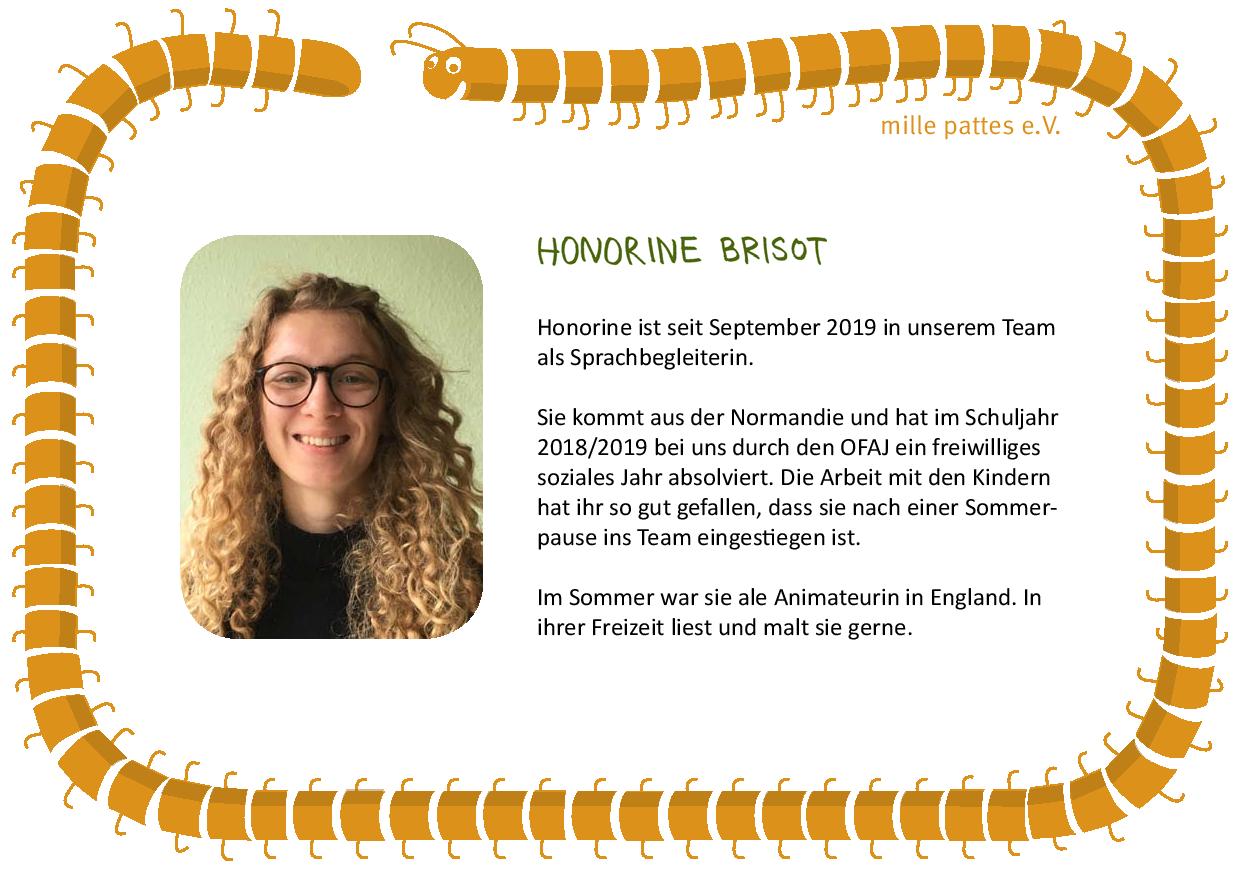 mille pattes e.V.
HONORINE BRISOT
Honorine ist seit September 2019 in unserem Team
als Sprachbegleiterin.
Sie kommt aus der Normandie und hat im Schuljahr
2018/2019 bei uns durch den OFAJ ein freiwilliges
soziales Jahr absolviert. Die Arbeit mit den Kindern
hat ihr so gut gefallen, dass sie nach einer Sommer-
pause ins Team eingestiegen ist.
Im Sommer war sie ale Animateurin in England. In
ihrer Freizeit liest und malt sie gerne.